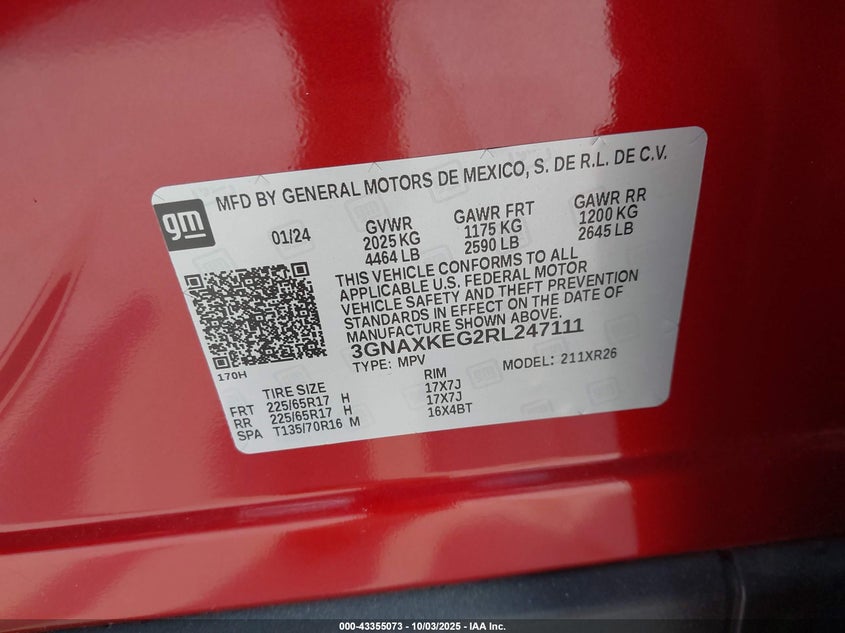 gm
MFD BY GENERAL MOTORS DE MEXICO, S. DE R.L. DE C.V.
01/24
GVWR
2025 KG
4464 LB
GAWR FRT
1175 KG
2590 LB
GAWR RR
1200 KG
2645 LB
THIS VEHICLE CONFORMS TO ALL
APPLICABLE U.S. FEDERAL MOTOR
VEHICLE SAFETY AND THEFT PREVENTION
STANDARDS IN EFFECT ON THE DATE OF
MANUFACTURE SHOWN ABOVE.
3GNAXKEG2RL247111
TYPE: MPV MODEL: 211XR26
170H
TIRE SIZE RIM
FRT 225/65R17 H 17X7J
RR 225/65R17 H 17X7J
SPA T135/70R16 M 16X4BT
000-43355073 - 10/03/2025 - IAA Inc.